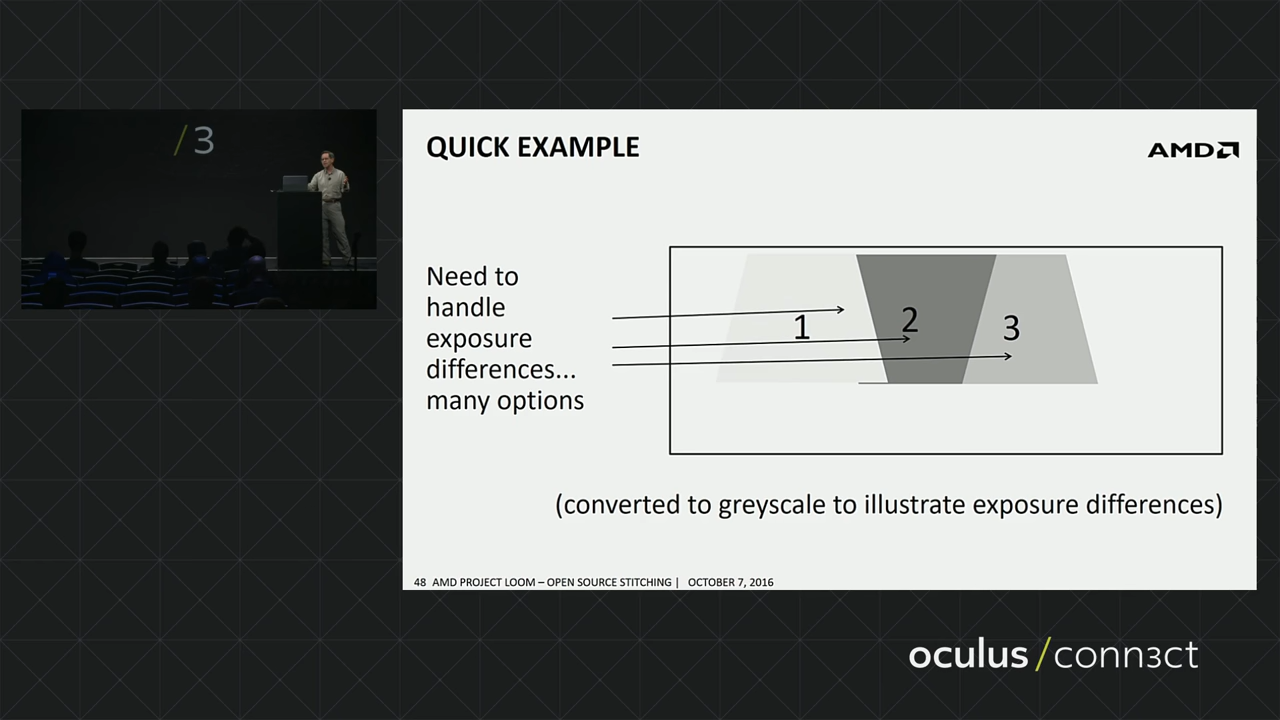 /3
QUICK EXAMPLE
AMD
Need to
handle
exposure
differences...
many options
1
2
3
(converted to greyscale to illustrate exposure differences)
48 AMD PROJECT LOOM – OPEN SOURCE STITCHING | OCTOBER 7, 2016
oculus/conn3ct